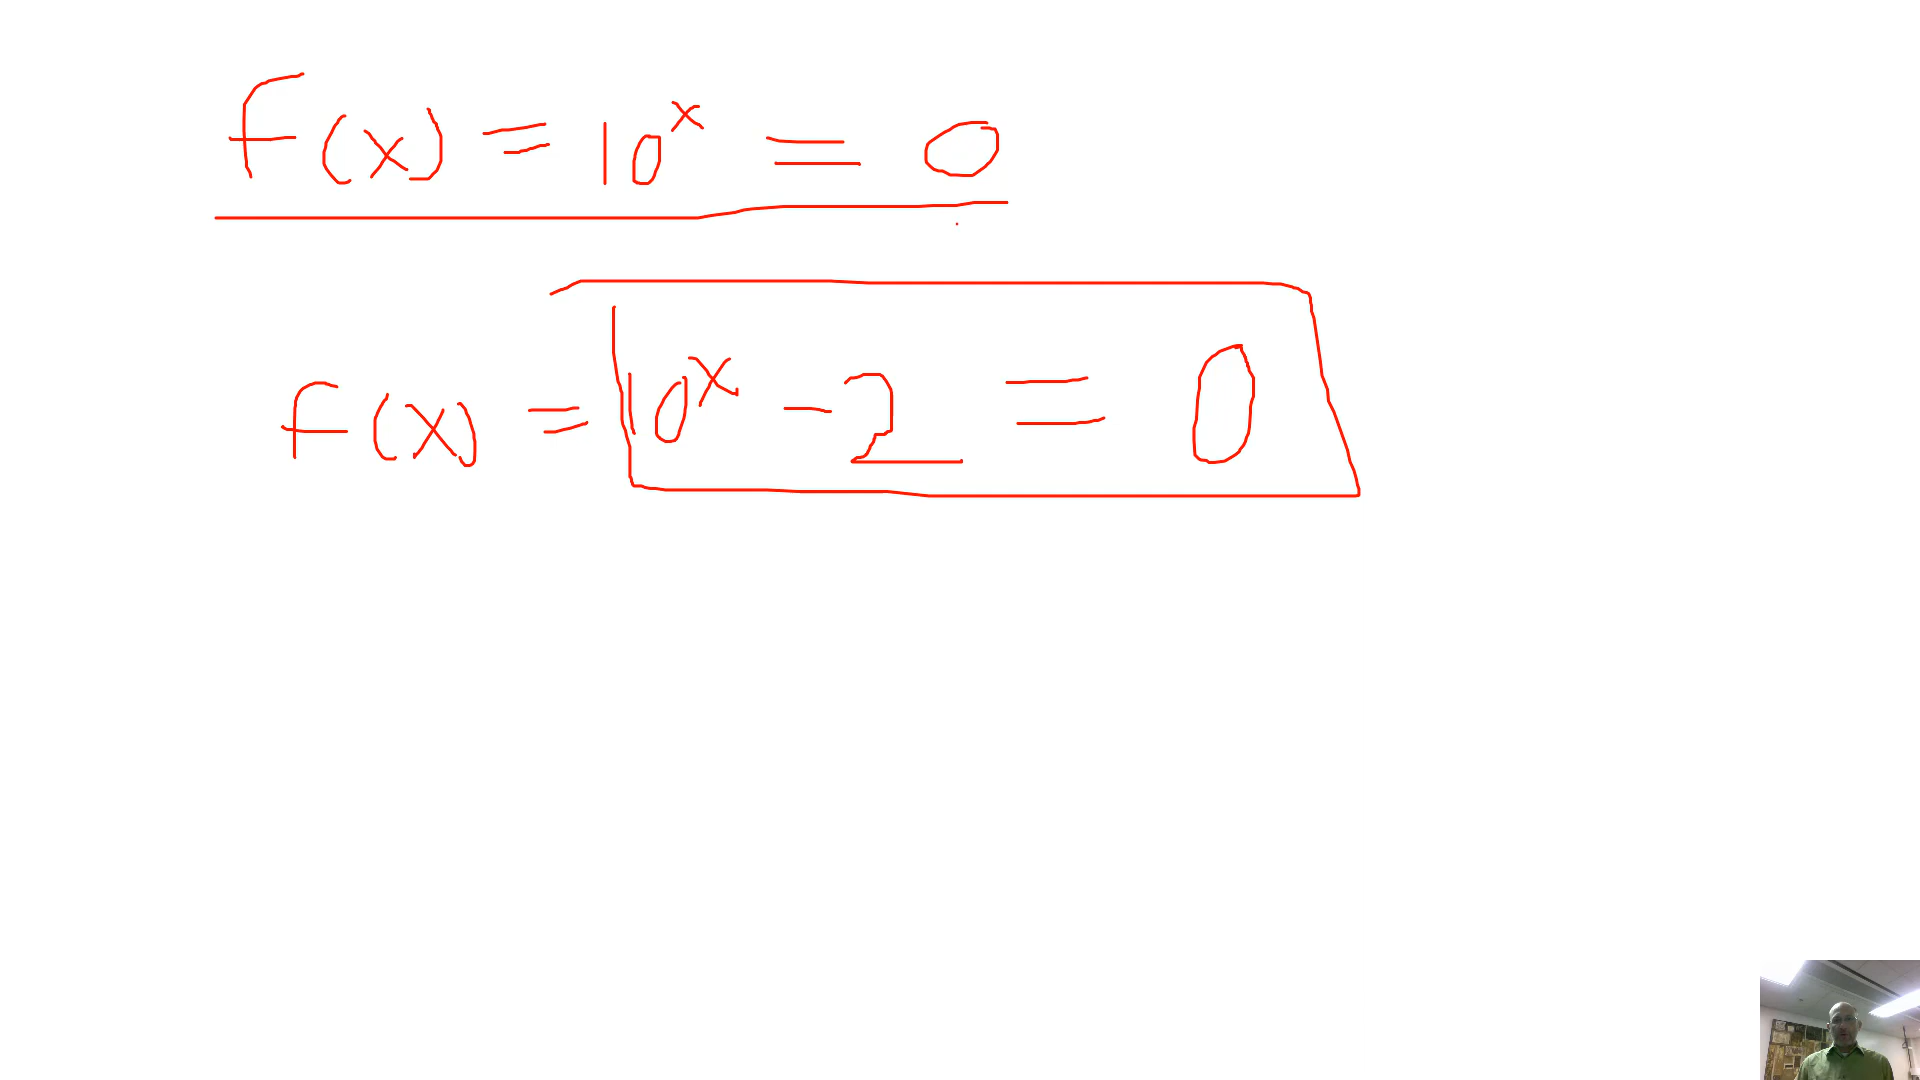 f(x) = 10^x = 0
f(x) = 10^x - 2 = 0